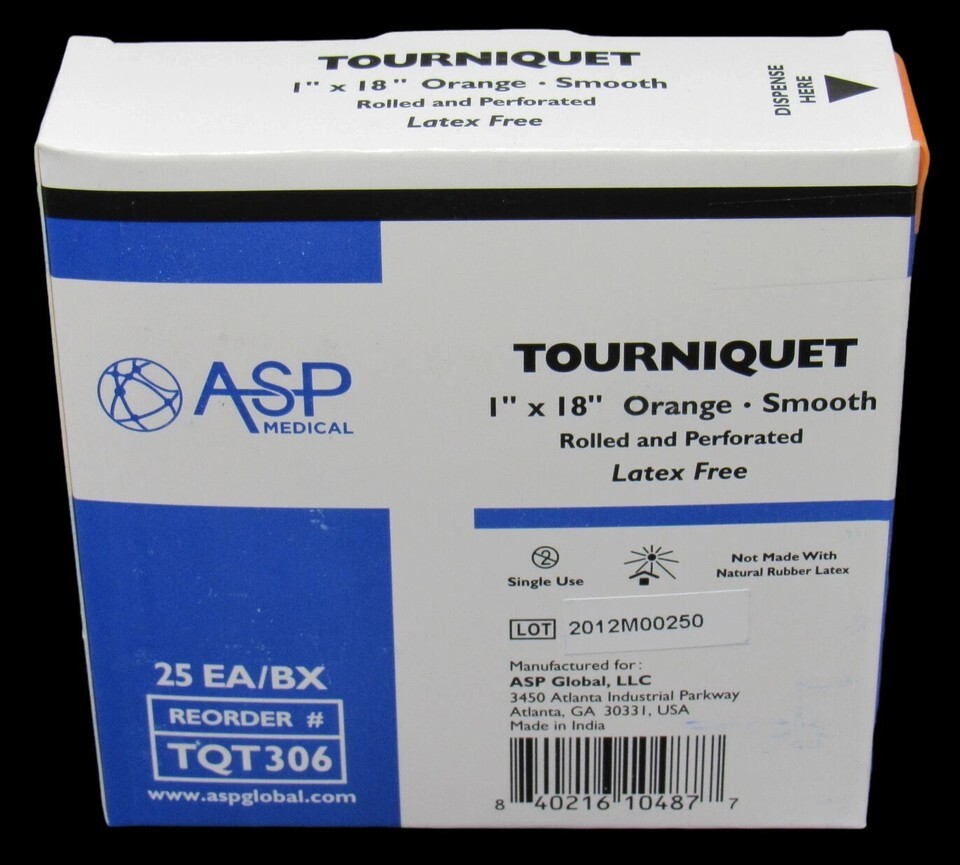 TOURNIQUET
1" x 18" Orange • Smooth
Rolled and Perforated
Latex Free
DISPENSE
HERE
ASP
MEDICAL
TOURNIQUET
1" x 18" Orange • Smooth
Rolled and Perforated
Latex Free
2
Single Use
Not Made With
Natural Rubber Latex
LOT 2012M00250
Manufactured for:
ASP Global, LLC
3450 Atlanta Industrial Parkway
Atlanta, GA 30331, USA
Made in India
8 40216 10487 7
25 EA/BX
REORDER #
TQT306
www.aspglobal.com